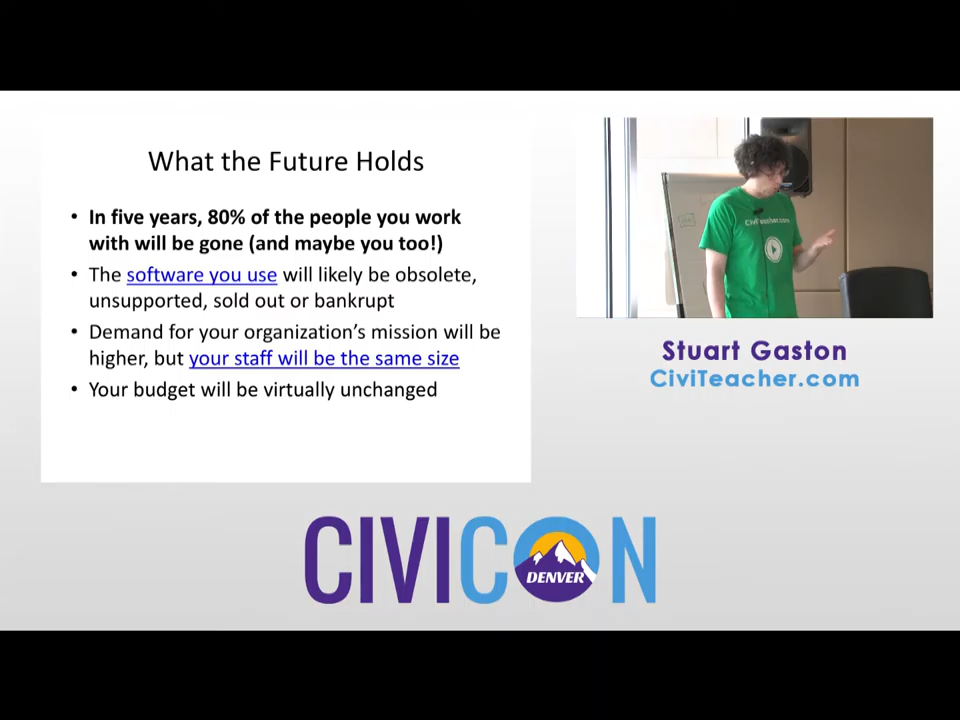 What the Future Holds
• In five years, 80% of the people you work
with will be gone (and maybe you too!)
• The software you use will likely be obsolete,
unsupported, sold out or bankrupt
• Demand for your organization’s mission will be
higher, but your staff will be the same size
• Your budget will be virtually unchanged
CiviTeacher.com
Stuart Gaston
CiviTeacher.com
CIVICON
DENVER